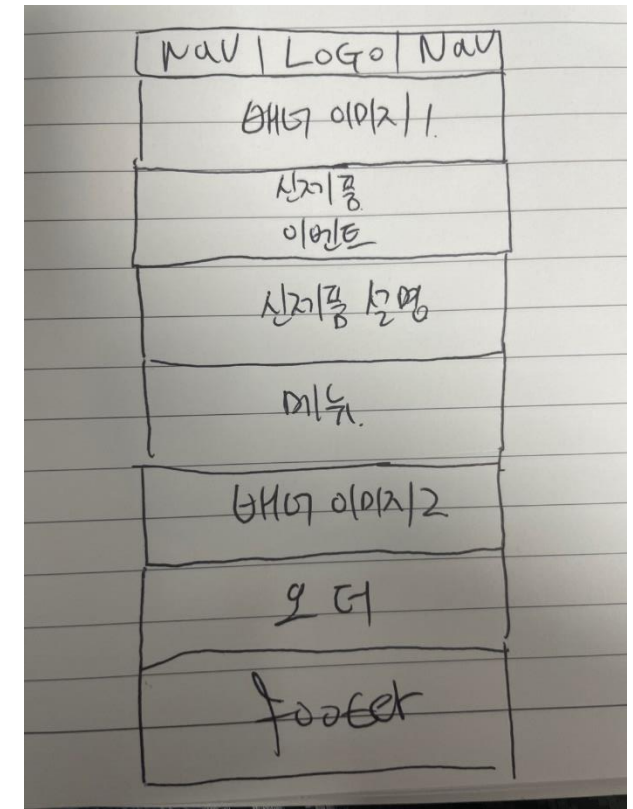 Nav | LOGO | Nav
배너 이미지 1.
신제품
이벤트
신제품 설명
메뉴.
배너 이미지 2
오더
footer